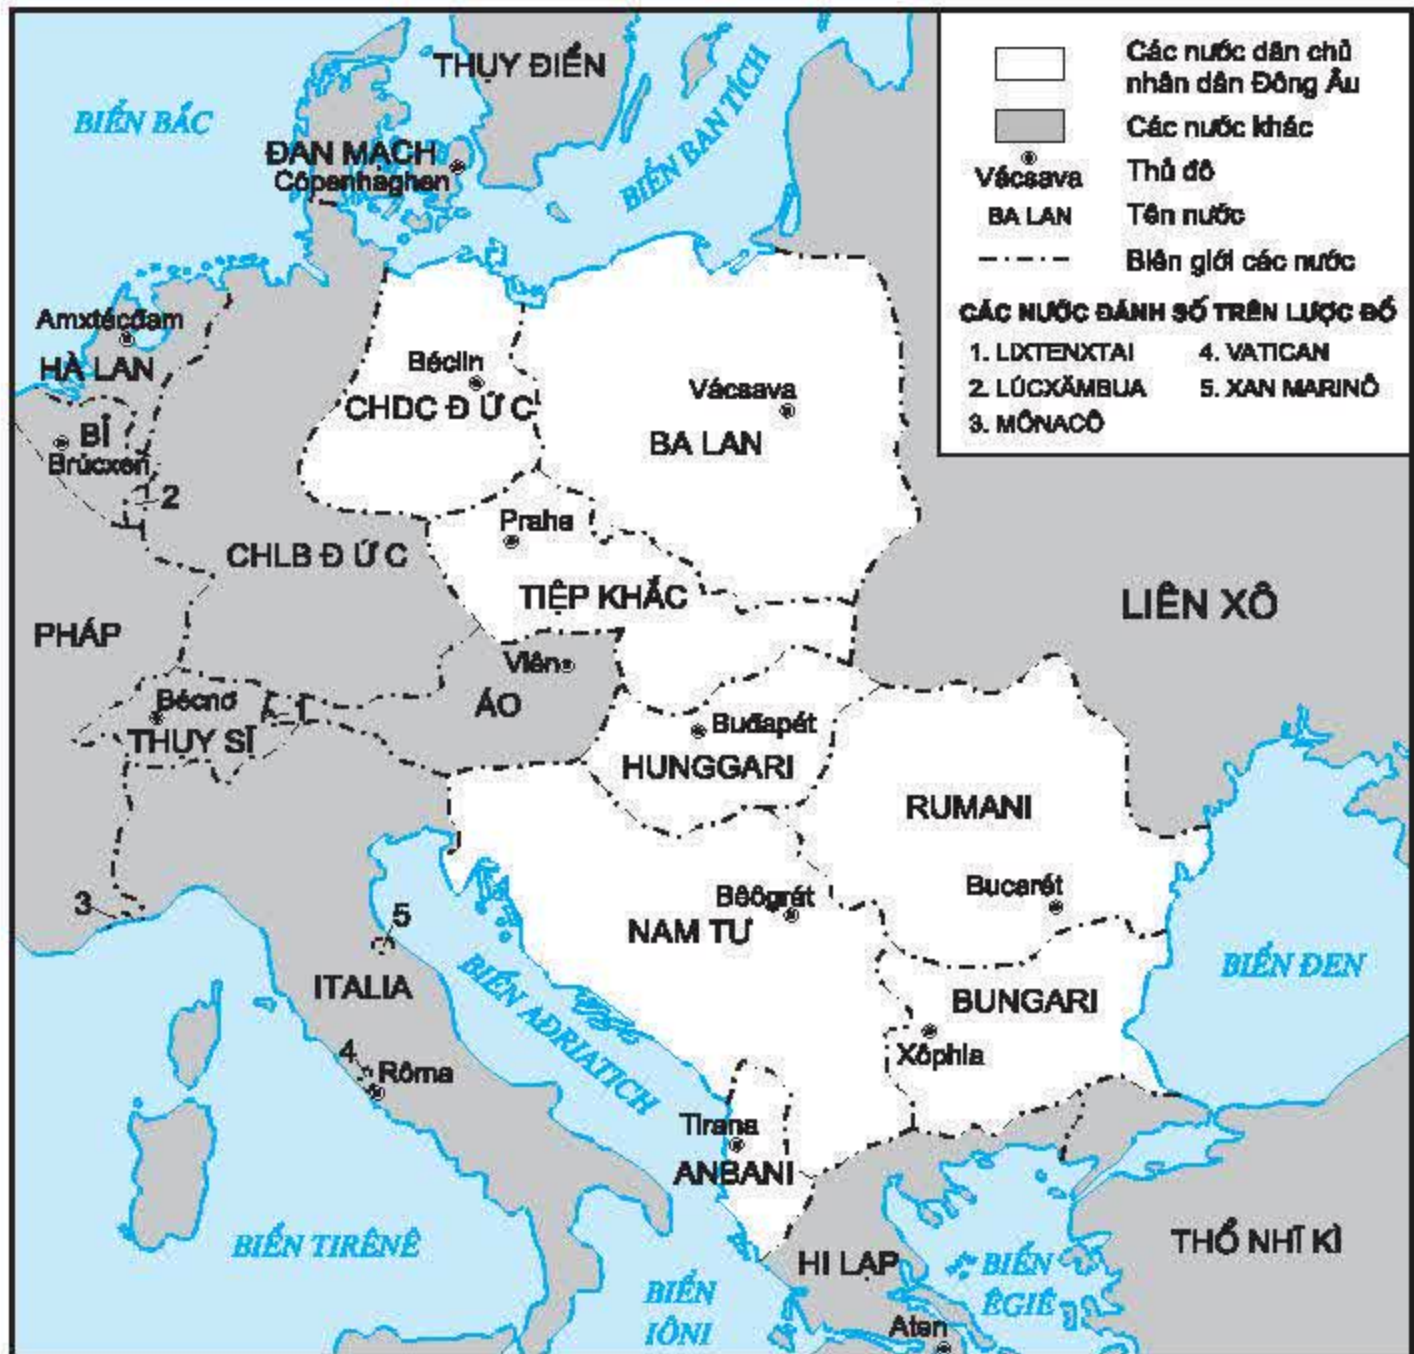 THỤY ĐIỂN
BIỂN BẮC
BIỂN BAN TÍCH
ĐAN MẠCH
Côpenhaghen
Các nước dân chủ
nhân dân Đông Âu
Các nước khác
Vácsava
Thủ đô
BA LAN
Tên nước
Biên giới các nước
CÁC NƯỚC ĐÁNH SỐ TRÊN LƯỢC ĐỒ
1. LIXTENXTAI
4. VATICAN
2. LÚCXĂMBUA
5. XAN MARINÔ
3. MÔNACÔ
Amxtécđam
HÀ LAN
Béclin
CHDC ĐỨC
Vácsava
BA LAN
BỈ
Brúcxen
2
Praha
CHLB ĐỨC
TIỆP KHẮC
LIÊN XÔ
PHÁP
Viên
Bécnơ
1
ÁO
THUỴ SĨ
Buđapét
HUNGGARI
RUMANI
Bucarét
Bêôgrát
3
5
NAM TƯ
ITALIA
BIỂN ADRIATICH
BIỂN ĐEN
BUNGARI
Xôphia
4
Rôma
Tirana
ANBANI
BIỂN TIRÊNÊ
HI LẠP
THỔ NHĨ KÌ
BIỂN
ÊGIÊ
BIỂN
IÔNI
Aten